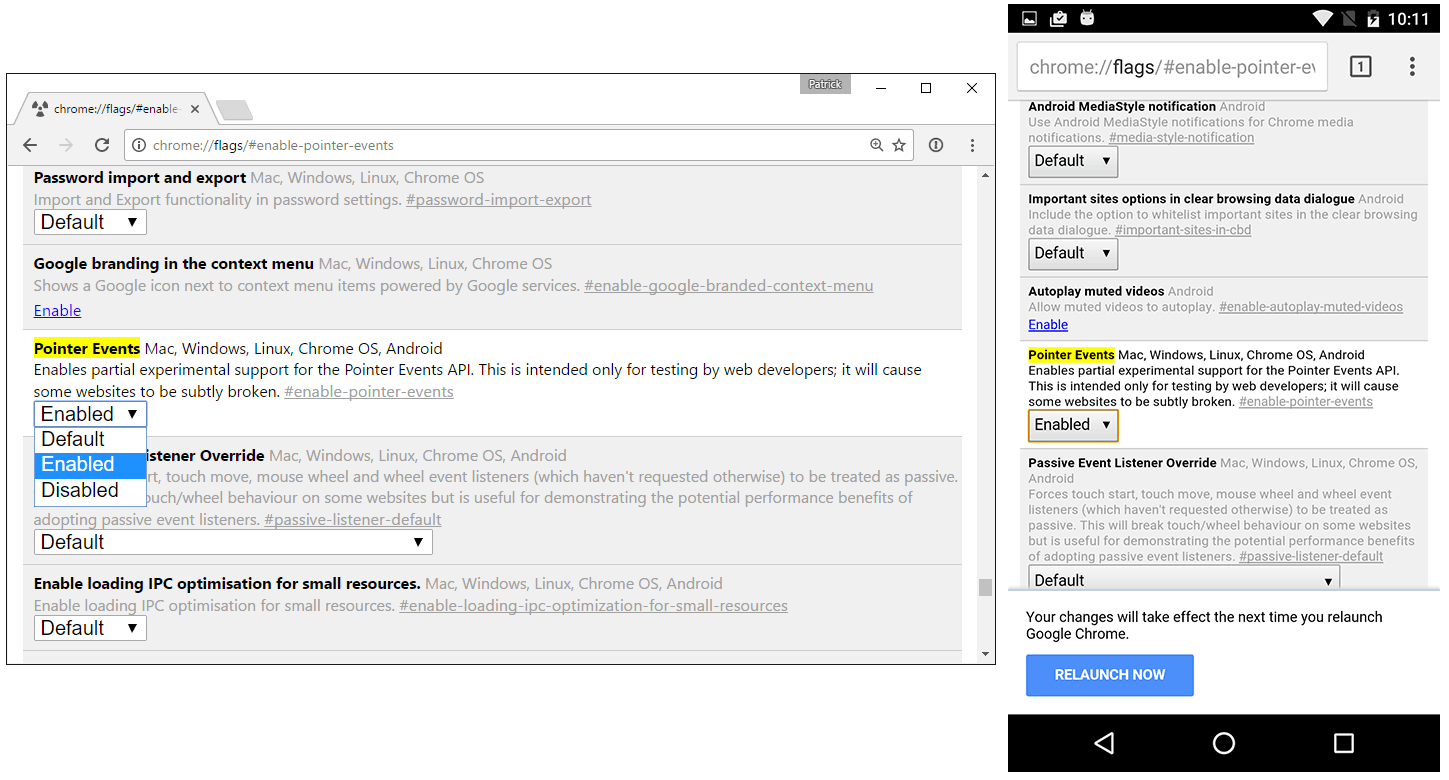 Patrick
chrome://flags/#enable-
chrome://flags/#enable-pointer-events
Password import and export Mac, Windows, Linux, Chrome OS
Import and Export functionality in password settings. #password-import-export
Default
Google branding in the context menu Mac, Windows, Linux, Chrome OS
Shows a Google icon next to context menu items powered by Google services. #enable-google-branded-context-menu
Enable
Pointer Events Mac, Windows, Linux, Chrome OS, Android
Enables partial experimental support for the Pointer Events API. This is intended only for testing by web developers; it will cause
some websites to be subtly broken. #enable-pointer-events
Enabled
Default
Enabled
Disabled
istener Override Mac, Windows, Linux, Chrome OS, Android
rt, touch move, mouse wheel and wheel event listeners (which haven't requested otherwise) to be treated as passive.
ouch/wheel behaviour on some websites but is useful for demonstrating the potential performance benefits of
adopting passive event listeners. #passive-listener-default
Default
Enable loading IPC optimisation for small resources. Mac, Windows, Linux, Chrome OS, Android
Enable loading IPC optimisation for small resources. #enable-loading-ipc-optimization-for-small-resources
Default
10:11
chrome://flags/#enable-pointer-ev
1
Android MediaStyle notification Android
Use Android MediaStyle notifications for Chrome media
notifications. #media-style-notification
Default
Important sites options in clear browsing data dialogue Android
Include the option to whitelist important sites in the clear browsing
data dialogue. #important-sites-in-cbd
Default
Autoplay muted videos Android
Allow muted videos to autoplay. #enable-autoplay-muted-videos
Enable
Pointer Events Mac, Windows, Linux, Chrome OS, Android
Enables partial experimental support for the Pointer Events API.
This is intended only for testing by web developers; it will cause
some websites to be subtly broken. #enable-pointer-events
Enabled
Passive Event Listener Override Mac, Windows, Linux, Chrome OS,
Android
Forces touch start, touch move, mouse wheel and wheel event
listeners (which haven't requested otherwise) to be treated as
passive. This will break touch/wheel behaviour on some websites
but is useful for demonstrating the potential performance benefits
of adopting passive event listeners. #passive-listener-default
Default
Your changes will take effect the next time you relaunch
Google Chrome.
RELAUNCH NOW